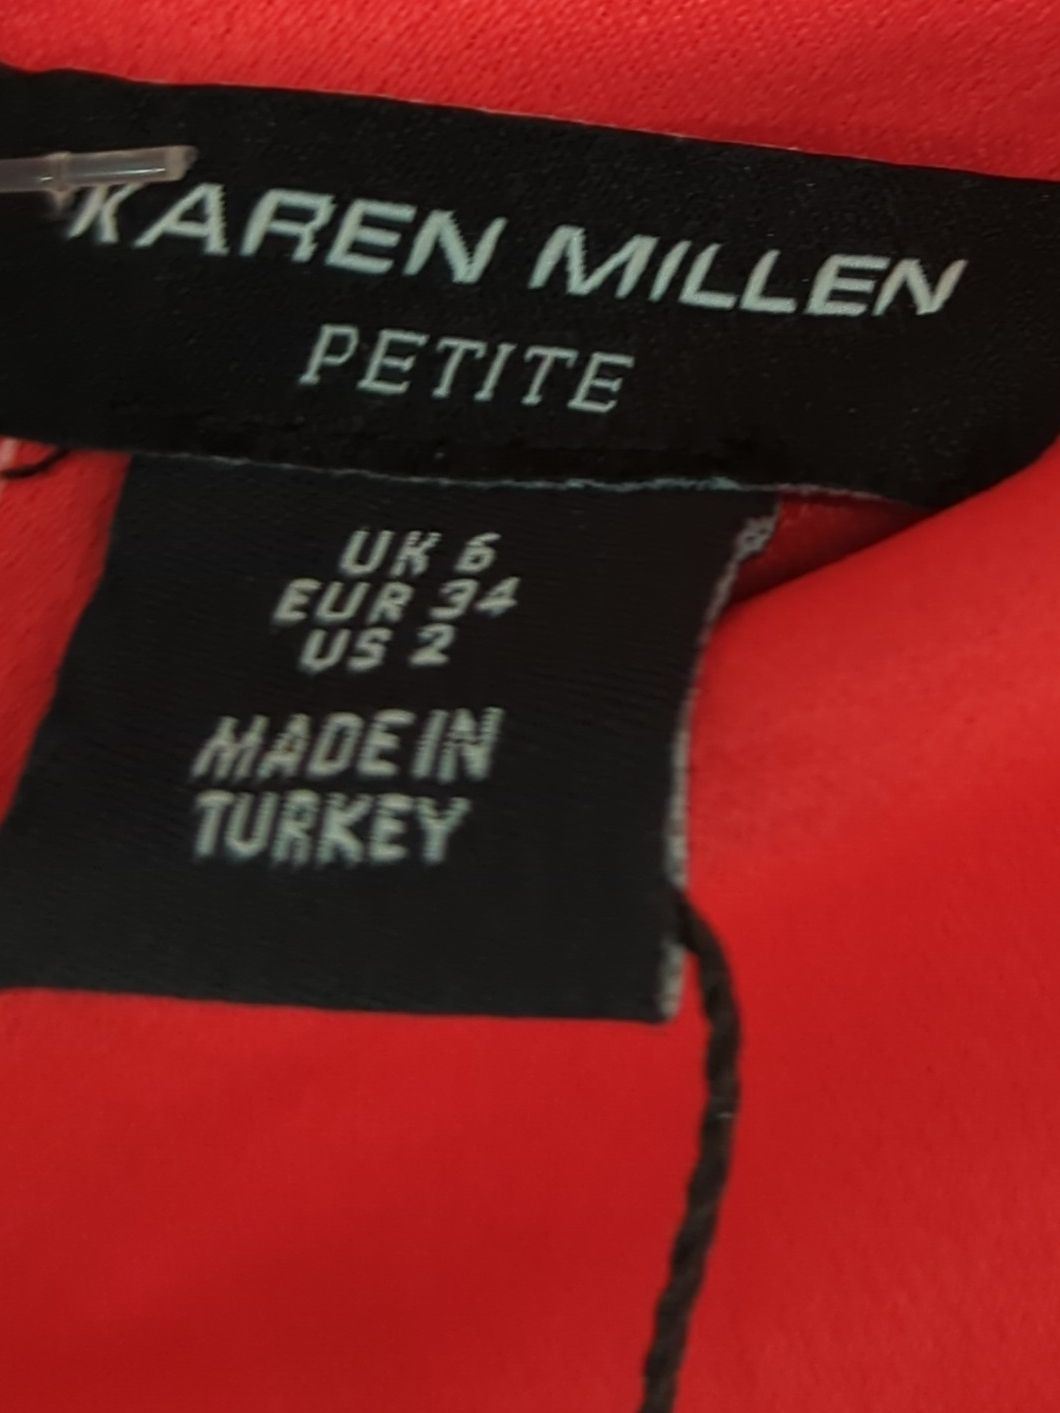 KAREN MILLEN
PETITE
UK 6
EUR 34
US 2
MADE IN
TURKEY